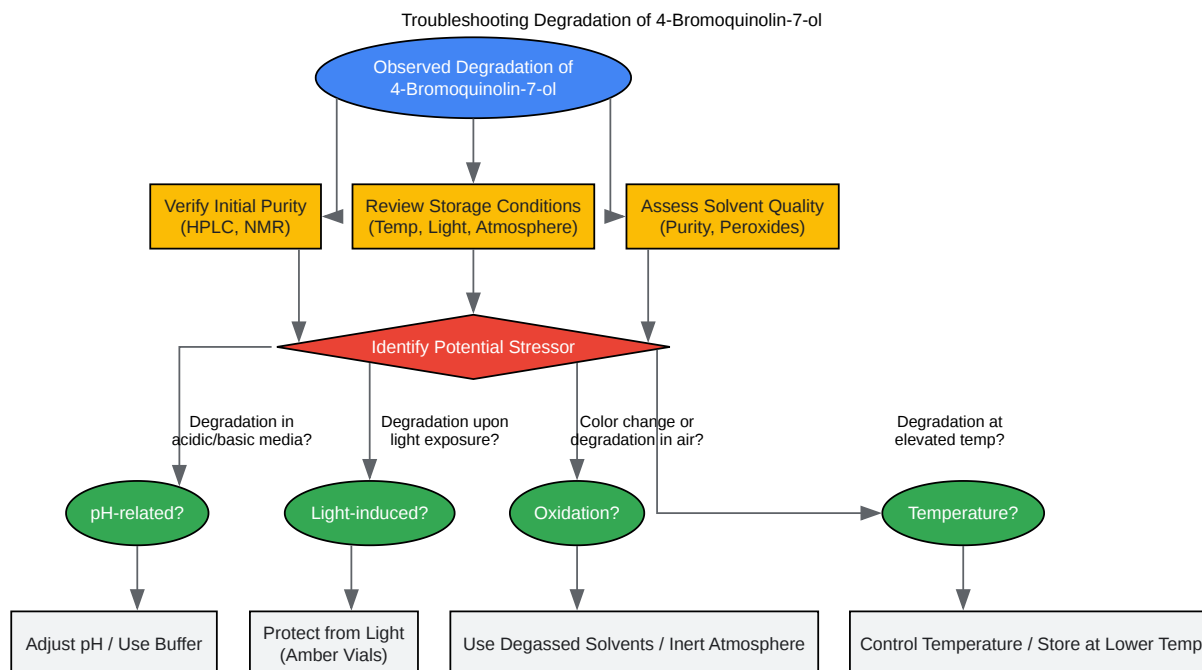 Troubleshooting Degradation of 4-Bromoquinolin-7-ol
Observed Degradation of
4-Bromoquinolin-7-ol
Verify Initial Purity
(HPLC, NMR)
Review Storage Conditions
(Temp, Light, Atmosphere)
Assess Solvent Quality
(Purity, Peroxides)
Identify Potential Stressor
Degradation in
acidic/basic media?
Degradation upon
light exposure?
Color change or
degradation in air?
Degradation at
elevated temp?
pH-related?
Light-induced?
Oxidation?
Temperature?
Adjust pH / Use Buffer
Protect from Light
(Amber Vials)
Use Degassed Solvents / Inert Atmosphere
Control Temperature / Store at Lower Temp